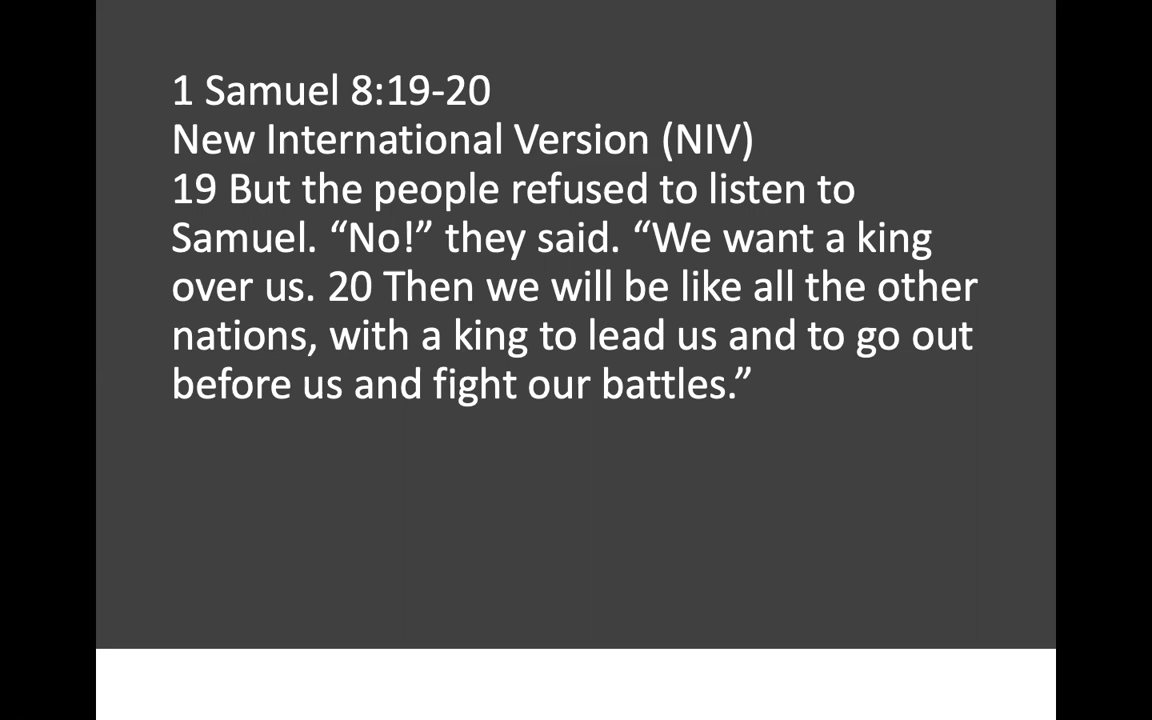 1 Samuel 8:19-20
New International Version (NIV)
19 But the people refused to listen to
Samuel. “No!” they said. “We want a king
over us. 20 Then we will be like all the other
nations, with a king to lead us and to go out
before us and fight our battles.”